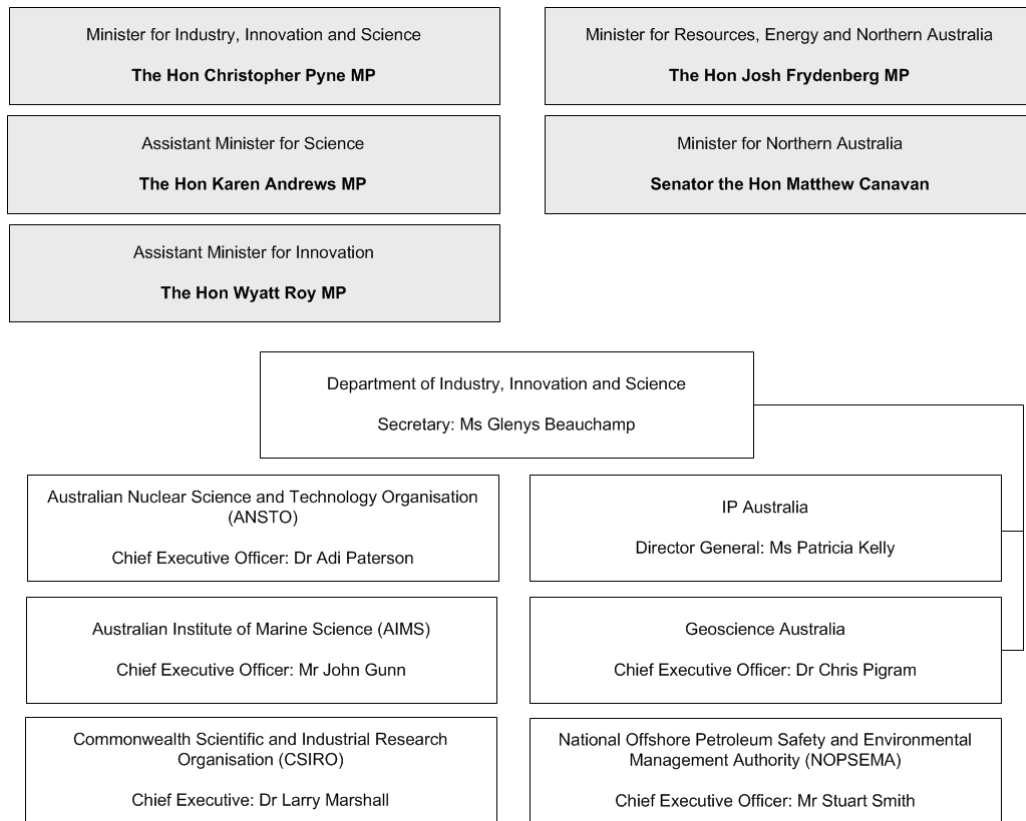 Minister for Industry, Innovation and Science
The Hon Christopher Pyne MP
Minister for Resources, Energy and Northern Australia
The Hon Josh Frydenberg MP
Assistant Minister for Science
The Hon Karen Andrews MP
Minister for Northern Australia
Senator the Hon Matthew Canavan
Assistant Minister for Innovation
The Hon Wyatt Roy MP
Department of Industry, Innovation and Science
Secretary: Ms Glenys Beauchamp
Australian Nuclear Science and Technology Organisation
(ANSTO)
Chief Executive Officer: Dr Adi Paterson
IP Australia
Director General: Ms Patricia Kelly
Australian Institute of Marine Science (AIMS)
Chief Executive Officer: Mr John Gunn
Geoscience Australia
Chief Executive Officer: Dr Chris Pigram
Commonwealth Scientific and Industrial Research
Organisation (CSIRO)
Chief Executive: Dr Larry Marshall
National Offshore Petroleum Safety and Environmental
Management Authority (NOPSEMA)
Chief Executive Officer: Mr Stuart Smith